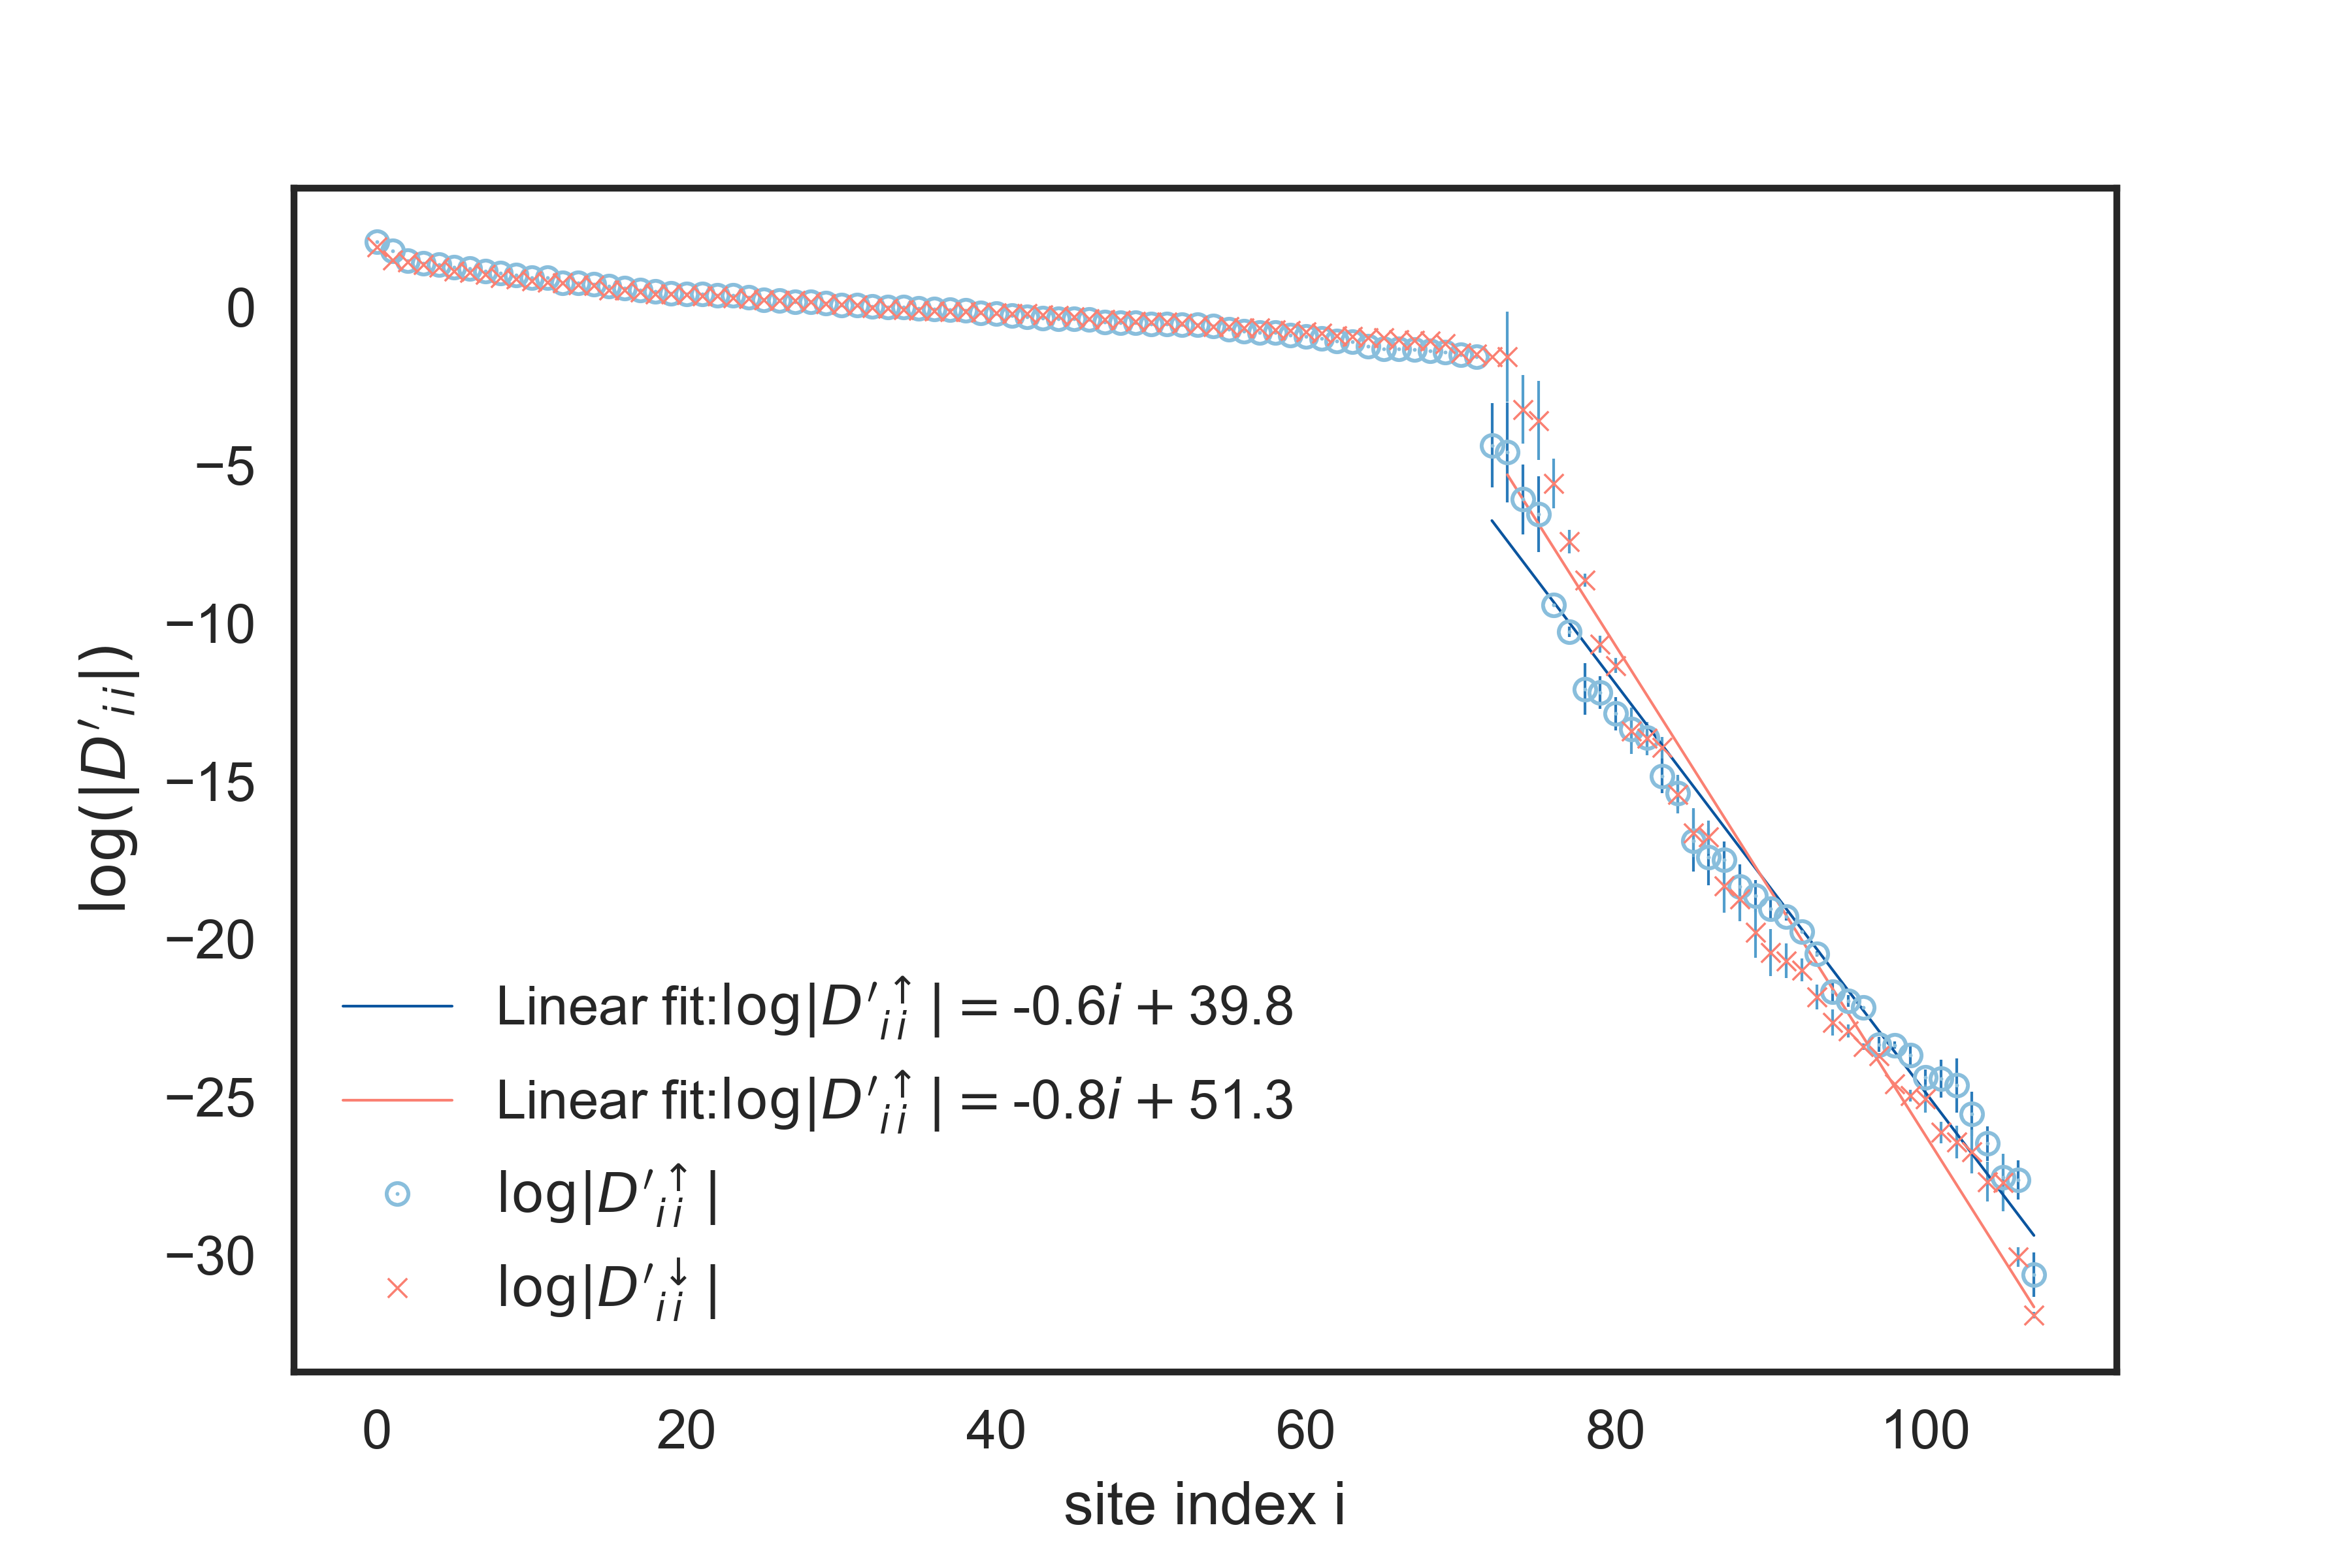 0
−5
−10
−15
−20
−25
−30
log(|D′ᵢᵢ|)
Linear fit:log|D′ᵢᵢ↑| = -0.6i + 39.8
Linear fit:log|D′ᵢᵢ↑| = -0.8i + 51.3
log|D′ᵢᵢ↑|
log|D′ᵢᵢ↓|
0 20 40 60 80 100
site index i